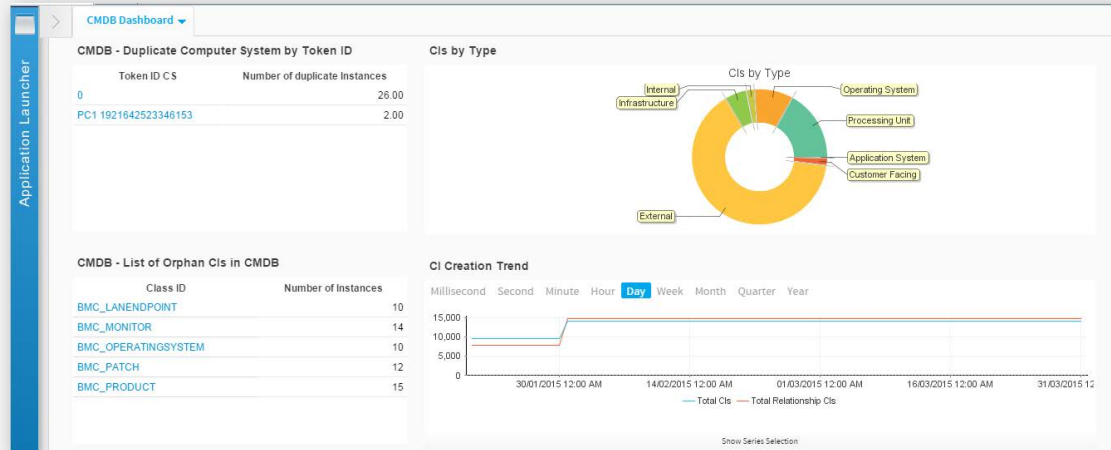 CMDB Dashboard
Application Launcher
CMDB - Duplicate Computer System by Token ID
Token ID CS Number of duplicate Instances
0 26.00
PC1 1921642523346153 2.00
CIs by Type
CIs by Type
Internal
Infrastructure
Operating System
Processing Unit
Application System
Customer Facing
External
CMDB - List of Orphan CIs in CMDB
Class ID Number of Instances
BMC_LANENDPOINT 10
BMC_MONITOR 14
BMC_OPERATINGSYSTEM 10
BMC_PATCH 12
BMC_PRODUCT 15
CI Creation Trend
Millisecond Second Minute Hour Day Week Month Quarter Year
15,000
10,000
5,000
0
30/01/2015 12:00 AM 14/02/2015 12:00 AM 01/03/2015 12:00 AM 16/03/2015 12:00 AM 31/03/2015 12
Total CIs Total Relationship CIs
Show Series Selection